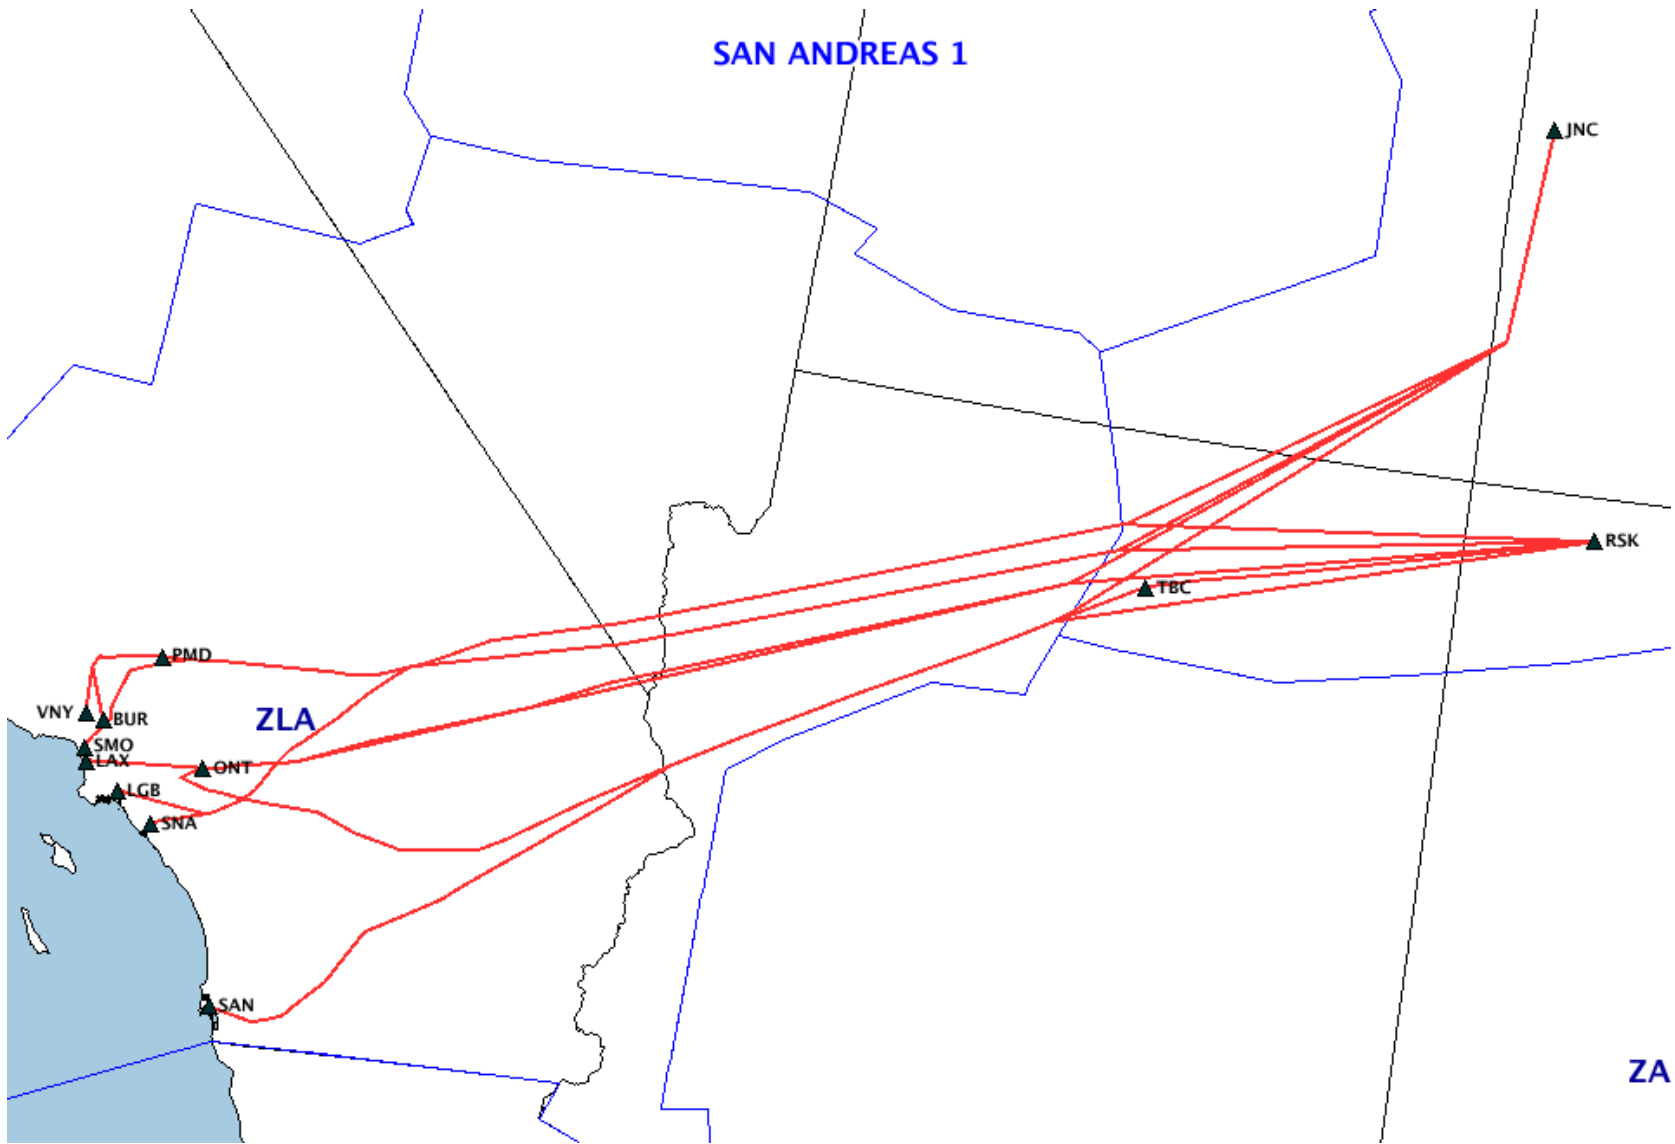 SAN ANDREAS 1
JNC
RSK
TBC
PMD
VNY
BUR
ZLA
SMO
LAX
ONT
LGB
SNA
SAN
ZA